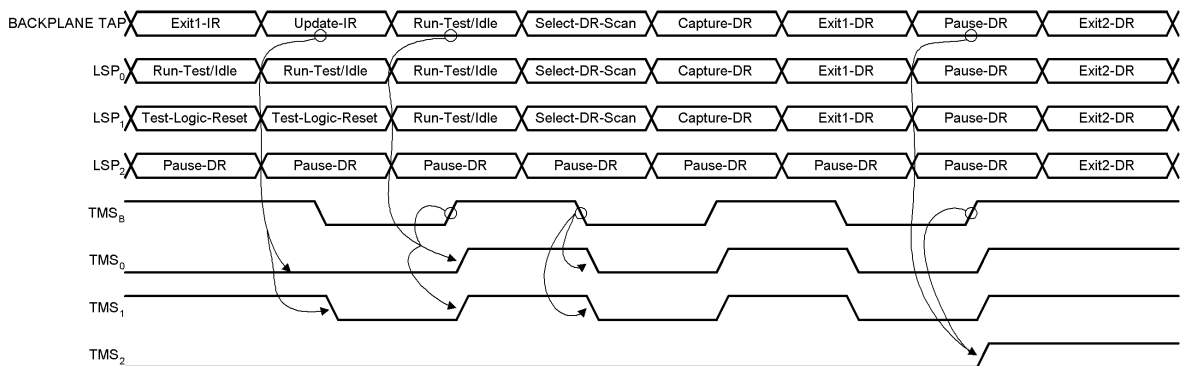 BACKPLANE TAP Exit1-IR Update-IR Run-Test/Idle Select-DR-Scan Capture-DR Exit1-DR Pause-DR Exit2-DR
LSP0 Run-Test/Idle Run-Test/Idle Run-Test/Idle Select-DR-Scan Capture-DR Exit1-DR Pause-DR Exit2-DR
LSP1 Test-Logic-Reset Test-Logic-Reset Run-Test/Idle Select-DR-Scan Capture-DR Exit1-DR Pause-DR Exit2-DR
LSP2 Pause-DR Pause-DR Pause-DR Pause-DR Pause-DR Pause-DR Pause-DR Exit2-DR
TMSB
TMS0
TMS1
TMS2